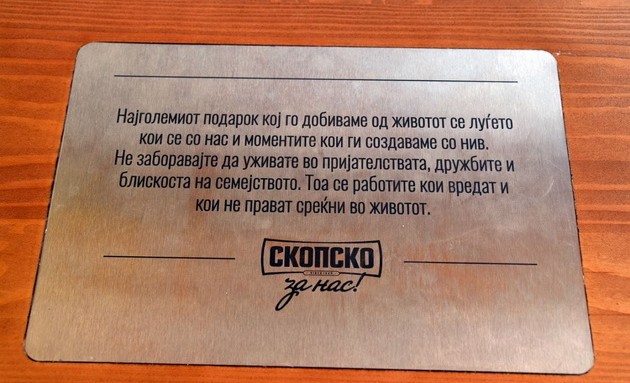 Најголемиот подарок кој го добиваме од животот се луѓето
кои се со нас и моментите кои ги создаваме со нив.
Не заборавајте да уживате во пријателствата, дружбите и
блискоста на семејството. Тоа се работите кои вредат и
кои не прават среќни во животот.
СКОПСКО
за нас!